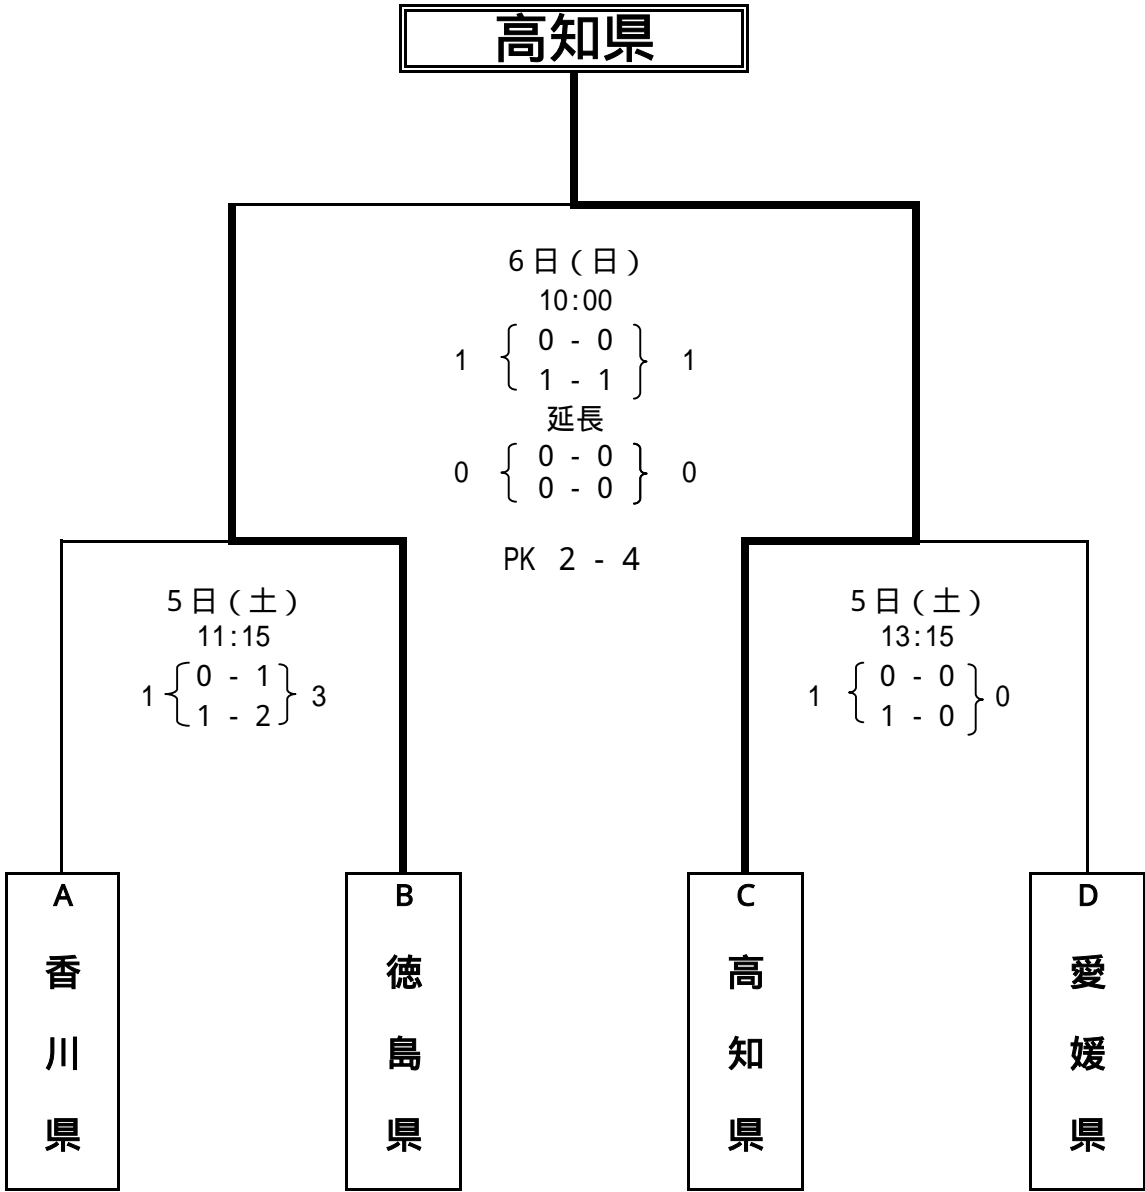 高知県
6日(日)
10:00
1 { 0 - 0 } 1
1 - 1
延長
0 { 0 - 0 } 0
0 - 0
PK 2 - 4
5日(土)
11:15
1 { 0 - 1 } 3
1 - 2
5日(土)
13:15
1 { 0 - 0 } 0
1 - 0
A
香川県
B
徳島県
C
高知県
D
愛媛県